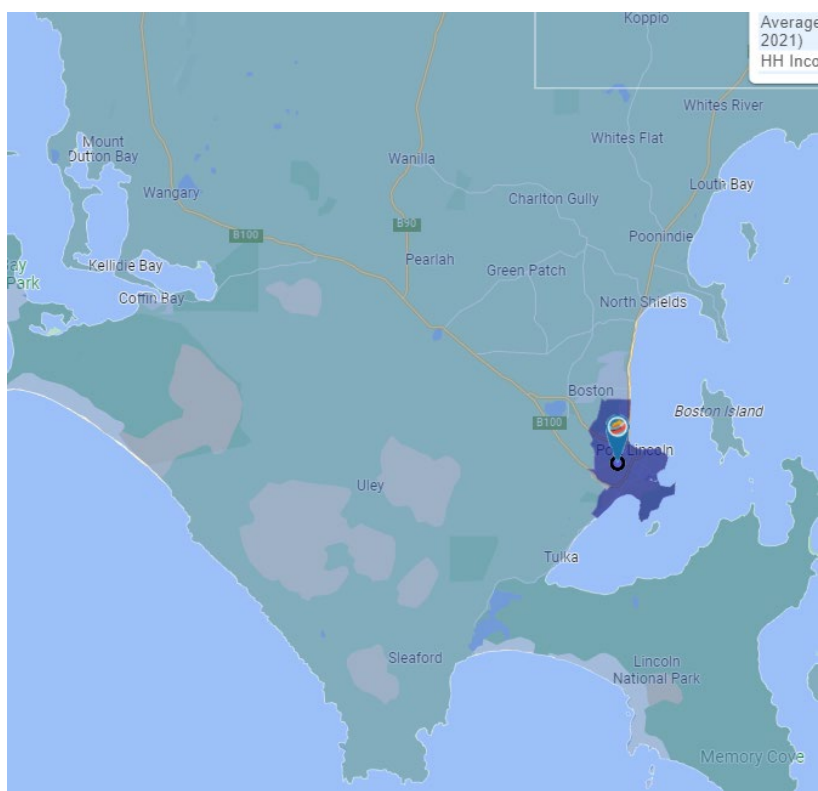 Koppio
Average
2021)
HH Inco
Whites River
Whites Flat
Mount
Dutton Bay
Wanilla
Louth Bay
Wangary
Charlton Gully
B90
B100
Poonindie
Pearlah
Kellidie Bay
Green Patch
ay
Park
Coffin Bay
North Shields
Boston
Boston Island
B100
Port Lincoln
Uley
Tulka
Sleaford
Lincoln
National Park
Memory Cove